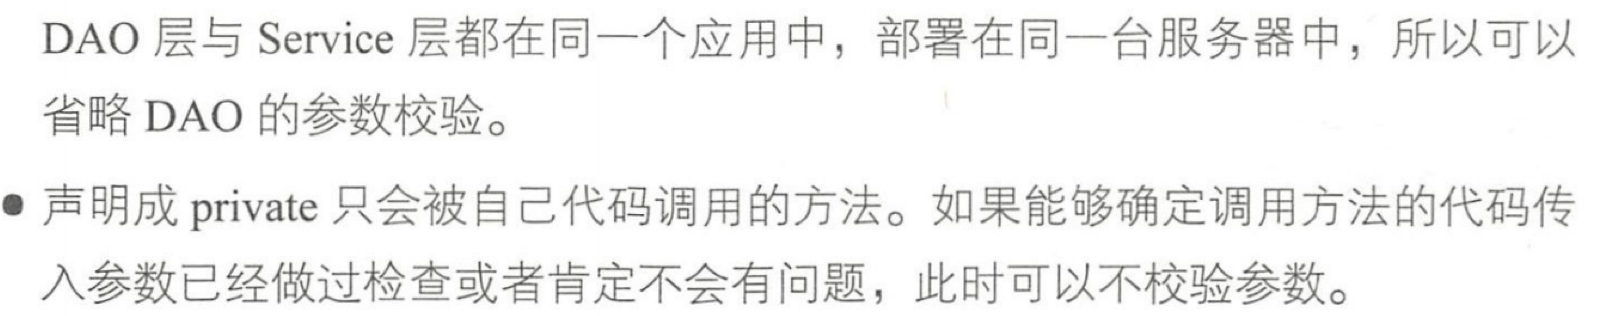 DAO 层与 Service 层都在同一个应用中，部署在同一台服务器中，所以可以
省略 DAO 的参数校验。
● 声明成 private 只会被自己代码调用的方法。如果能够确定调用方法的代码传
入参数已经做过检查或者肯定不会有问题，此时可以不校验参数。